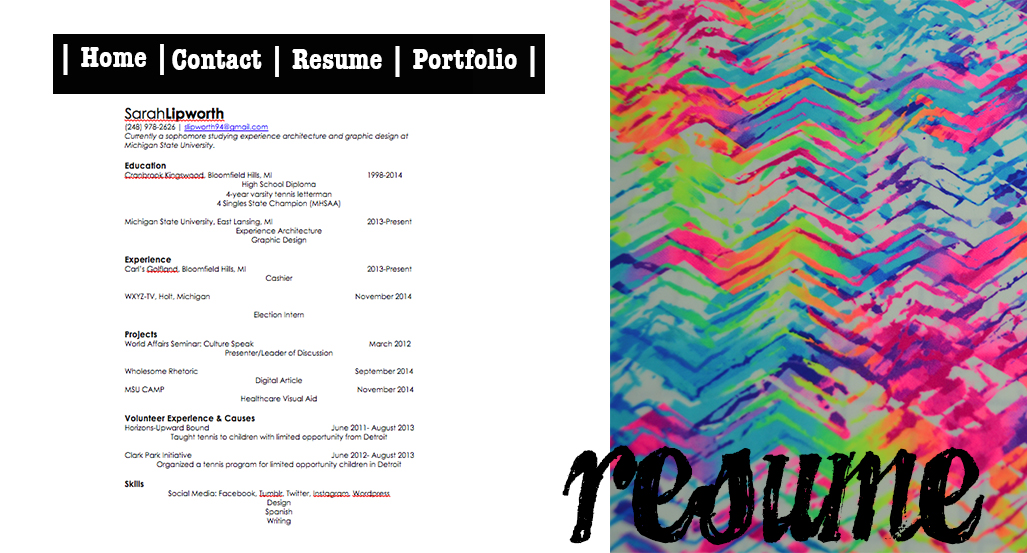 | Home | Contact | Resume | Portfolio |
SarahLipworth
(248) 978-2626 | slipworth94@gmail.com
Currently a sophomore studying experience architecture and graphic design at
Michigan State University.
Education
Cranbrook Kingswood, Bloomfield Hills, MI 1998-2014
High School Diploma
4-year varsity tennis letterman
4 Singles State Champion (MHSAA)
Michigan State University, East Lansing, MI 2013-Present
Experience Architecture
Graphic Design
Experience
Carl's Golfland, Bloomfield Hills, MI 2013-Present
Cashier
WXYZ-TV, Holt, Michigan November 2014
Election Intern
Projects
World Affairs Seminar: Culture Speak March 2012
Presenter/Leader of Discussion
Wholesome Rhetoric September 2014
Digital Article
MSU CAMP November 2014
Healthcare Visual Aid
Volunteer Experience & Causes
Horizons-Upward Bound June 2011- August 2013
Taught tennis to children with limited opportunity from Detroit
Clark Park Initiative June 2012- August 2013
Organized a tennis program for limited opportunity children in Detroit
Skills
Social Media: Facebook, Tumblr, Twitter, Instagram, Wordpress
Design
Spanish
Writing
resume